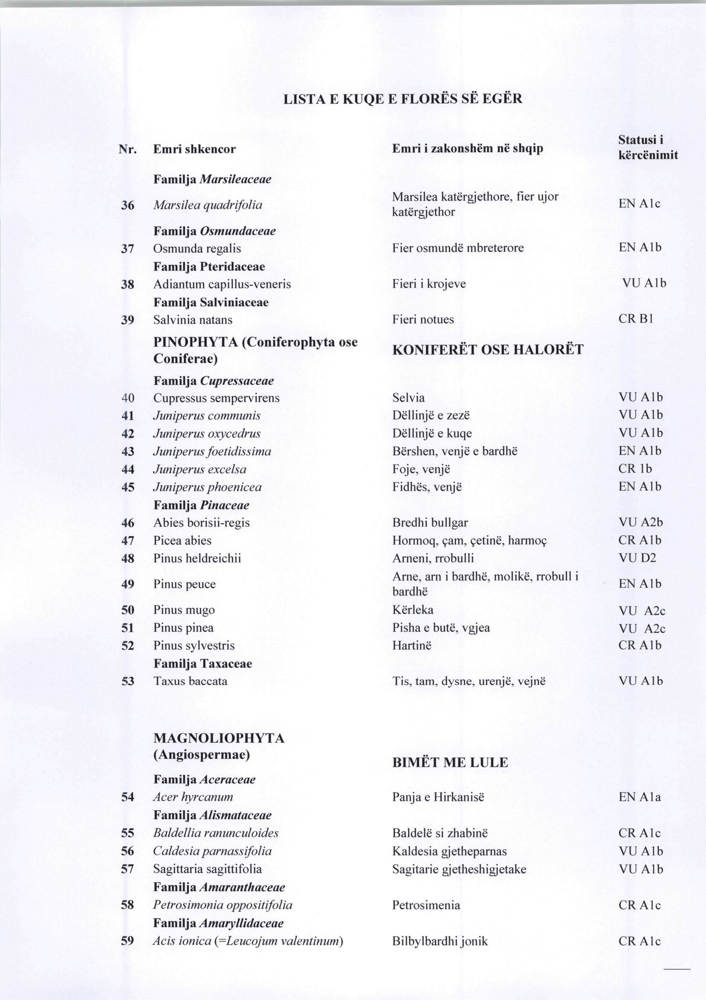 LISTA E KUQE E FLORËS SË EGËR
Nr. Emri shkencor Emri i zakonshëm në shqip Statusi i kërcënimit
Familja Marsileaceae
36 Marsilea quadrifolia Marsilea katërgjethore, fier ujor katërgjethor EN A1c
Familja Osmundaceae
37 Osmunda regalis Fier osmundë mbreterore EN A1b
Familja Pteridaceae
38 Adiantum capillus-veneris Fieri i krojeve VU A1b
Familja Salviniaceae
39 Salvinia natans Fieri notues CR B1
PINOPHYTA (Coniferophyta ose Coniferae) KONIFERËT OSE HALORËT
Familja Cupressaceae
40 Cupressus sempervirens Selvia VU A1b
41 Juniperus communis Dëllinjë e zezë VU A1b
42 Juniperus oxycedrus Dëllinjë e kuqe VU A1b
43 Juniperus foetidissima Bërshen, venjë e bardhë EN A1b
44 Juniperus excelsa Foje, venjë CR 1b
45 Juniperus phoenicea Fidhës, venjë EN A1b
Familja Pinaceae
46 Abies borisii-regis Bredhi bullgar VU A2b
47 Picea abies Hormoq, çam, çetinë, harmoç CR A1b
48 Pinus heldreichii Arneni, rrobulli VU D2
49 Pinus peuce Arne, arn i bardhë, molikë, rrobull i bardhë EN A1b
50 Pinus mugo Kërleka VU A2c
51 Pinus pinea Pisha e butë, vgjea VU A2c
52 Pinus sylvestris Hartinë CR A1b
Familja Taxaceae
53 Taxus baccata Tis, tam, dysne, urenjë, vejnë VU A1b
MAGNOLIOPHYTA
(Angiospermae) BIMËT ME LULE
Familja Aceraceae
54 Acer hyrcanum Panja e Hirkanisë EN A1a
Familja Alismataceae
55 Baldellia ranunculoides Baldelë si zhabinë CR A1c
56 Caldesia parnassifolia Kaldesia gjetheparnas VU A1b
57 Sagittaria sagittifolia Sagitarie gjetheshigjetake VU A1b
Familja Amaranthaceae
58 Petrosimonia oppositifolia Petrosimenia CR A1c
Familja Amaryllidaceae
59 Acis ionica (=Leucojum valentinum) Bilbylbardhi jonik CR A1c